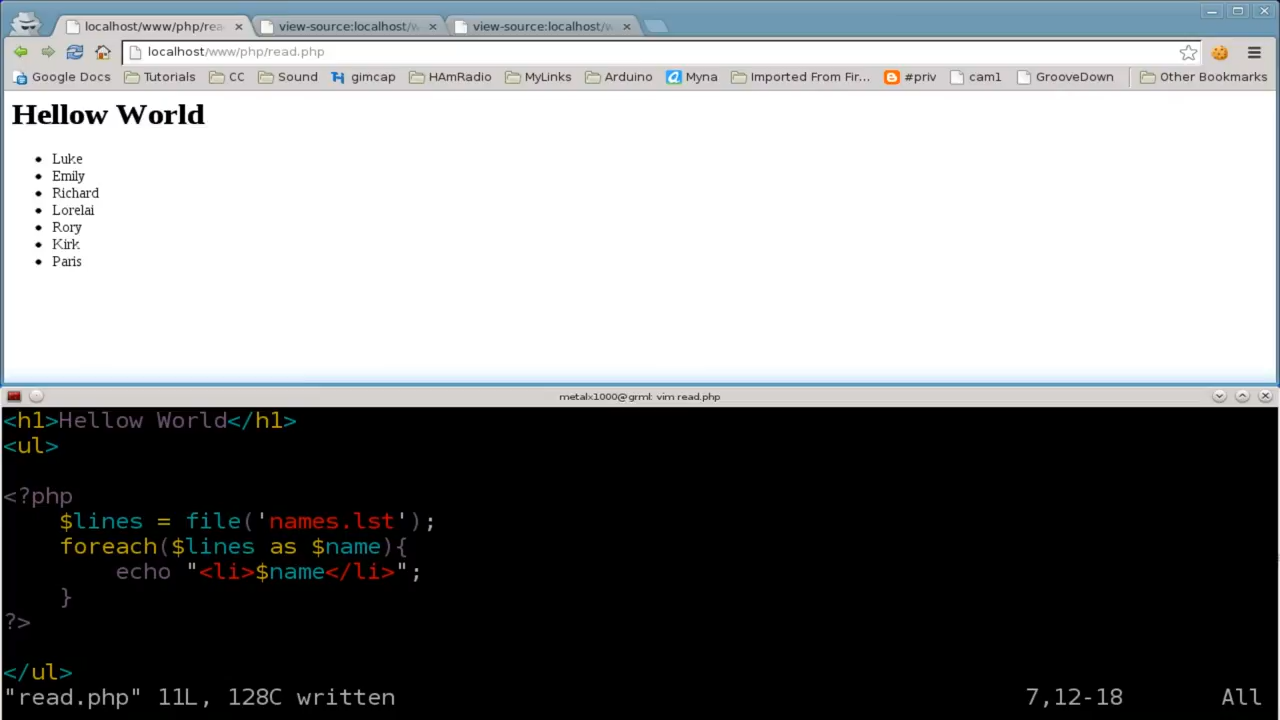 localhost/www/php/rea
view-source:localhost/w
view-source:localhost/w
localhost/www/php/read.php
Google Docs Tutorials CC Sound gimcap HAmRadio MyLinks Arduino Myna Imported From Fir... #priv cam1 GrooveDown Other Bookmarks
Hellow World
Luke
Emily
Richard
Lorelai
Rory
Kirk
Paris
metalx1000@grml: vim read.php
<h1>Hellow World</h1>
<ul>
<?php
    $lines = file('names.lst');
    foreach($lines as $name){
        echo "<li>$name</li>";
    }
?>
</ul>
"read.php" 11L, 128C written 7,12-18 All